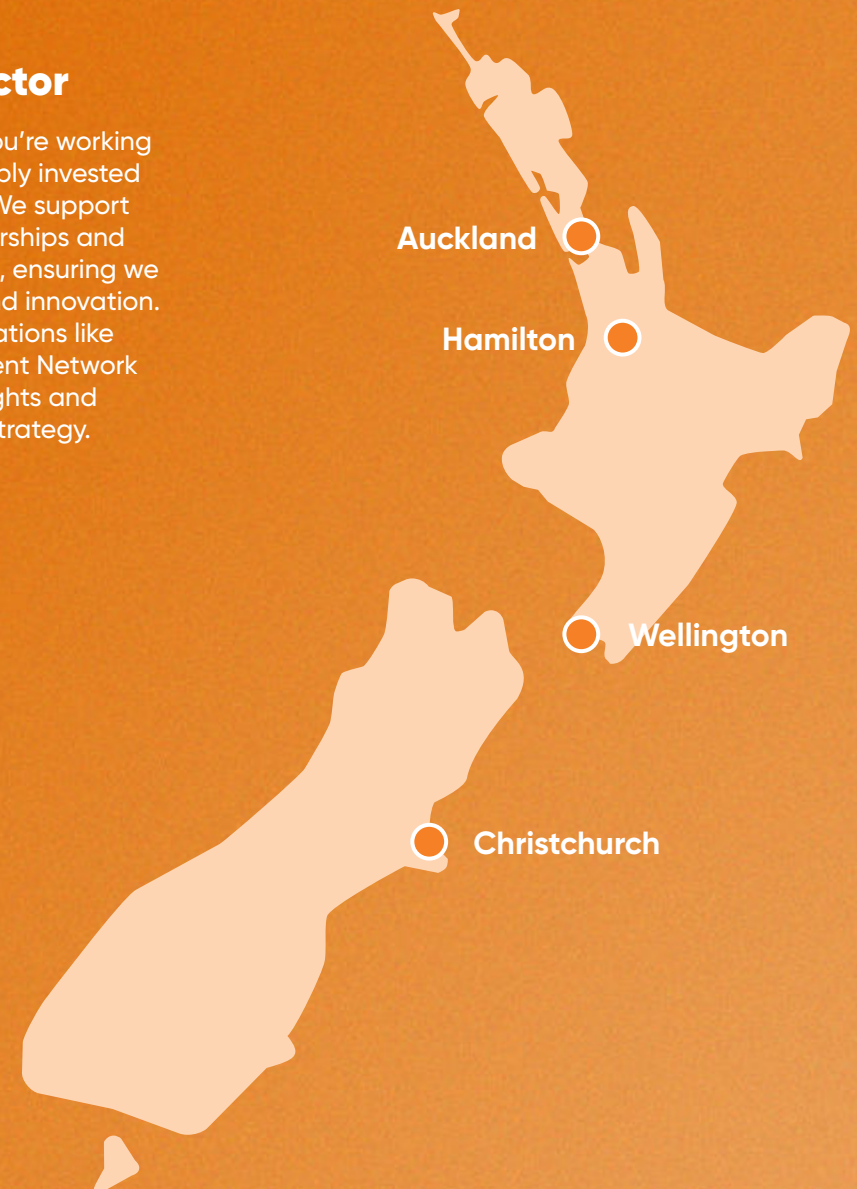 ctor
ou're working
ply invested
We support
rships and
, ensuring we
d innovation.
ations like
ent Network
ghts and
trategy.
Auckland
Hamilton
Wellington
Christchurch